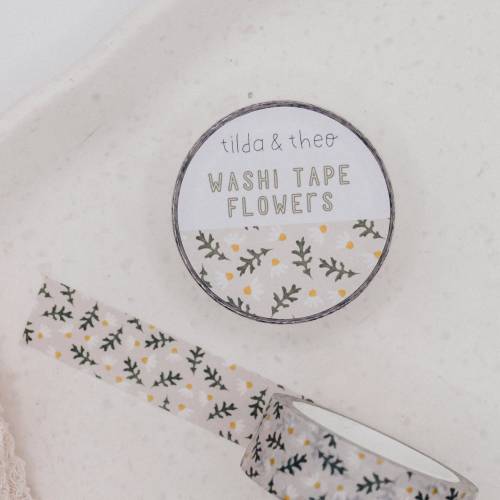 tilda & theo
WASHI TAPE
FLOWERS